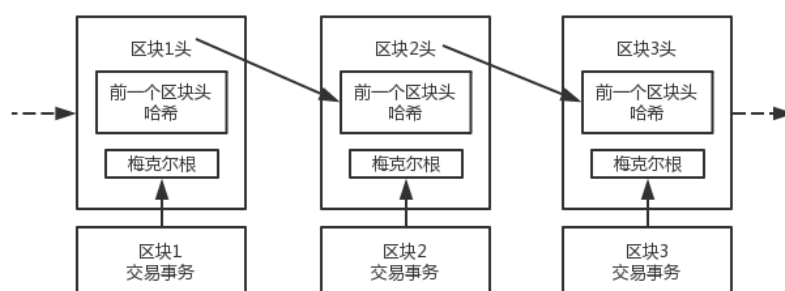 区块1头
前一个区块头
哈希
梅克尔根
区块1
交易事务
区块2头
前一个区块头
哈希
梅克尔根
区块2
交易事务
区块3头
前一个区块头
哈希
梅克尔根
区块3
交易事务